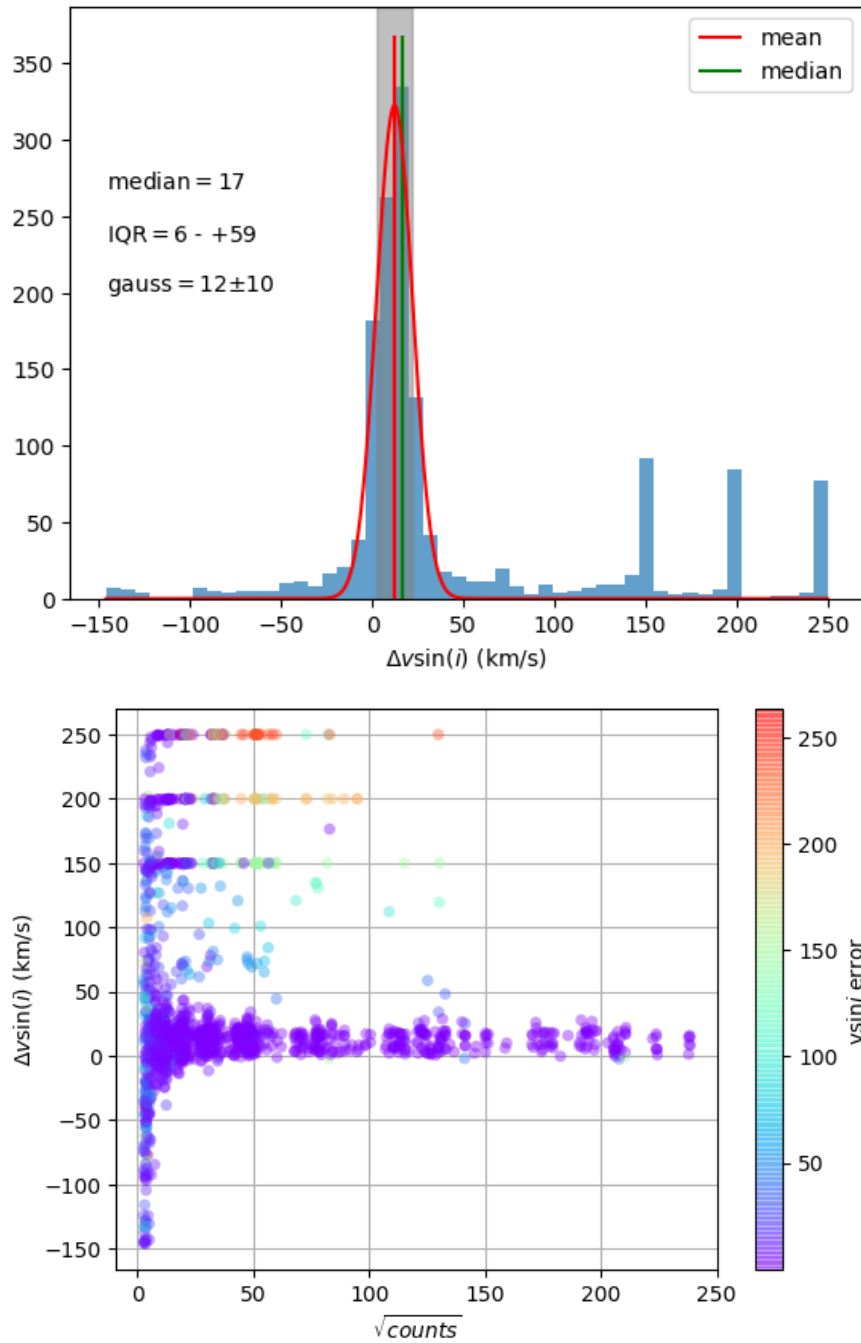 mean
median
350
300
250
200
150
100
50
0
median = 17
IQR = 6 - +59
gauss = 12±10
−150 −100 −50 0 50 100 150 200 250
Δvsin(i) (km/s)
250
200
150
100
50
0
−50
−100
−150
Δvsin(i) (km/s)
0 50 100 150 200 250
√counts
250
200
150
100
50
vsini error